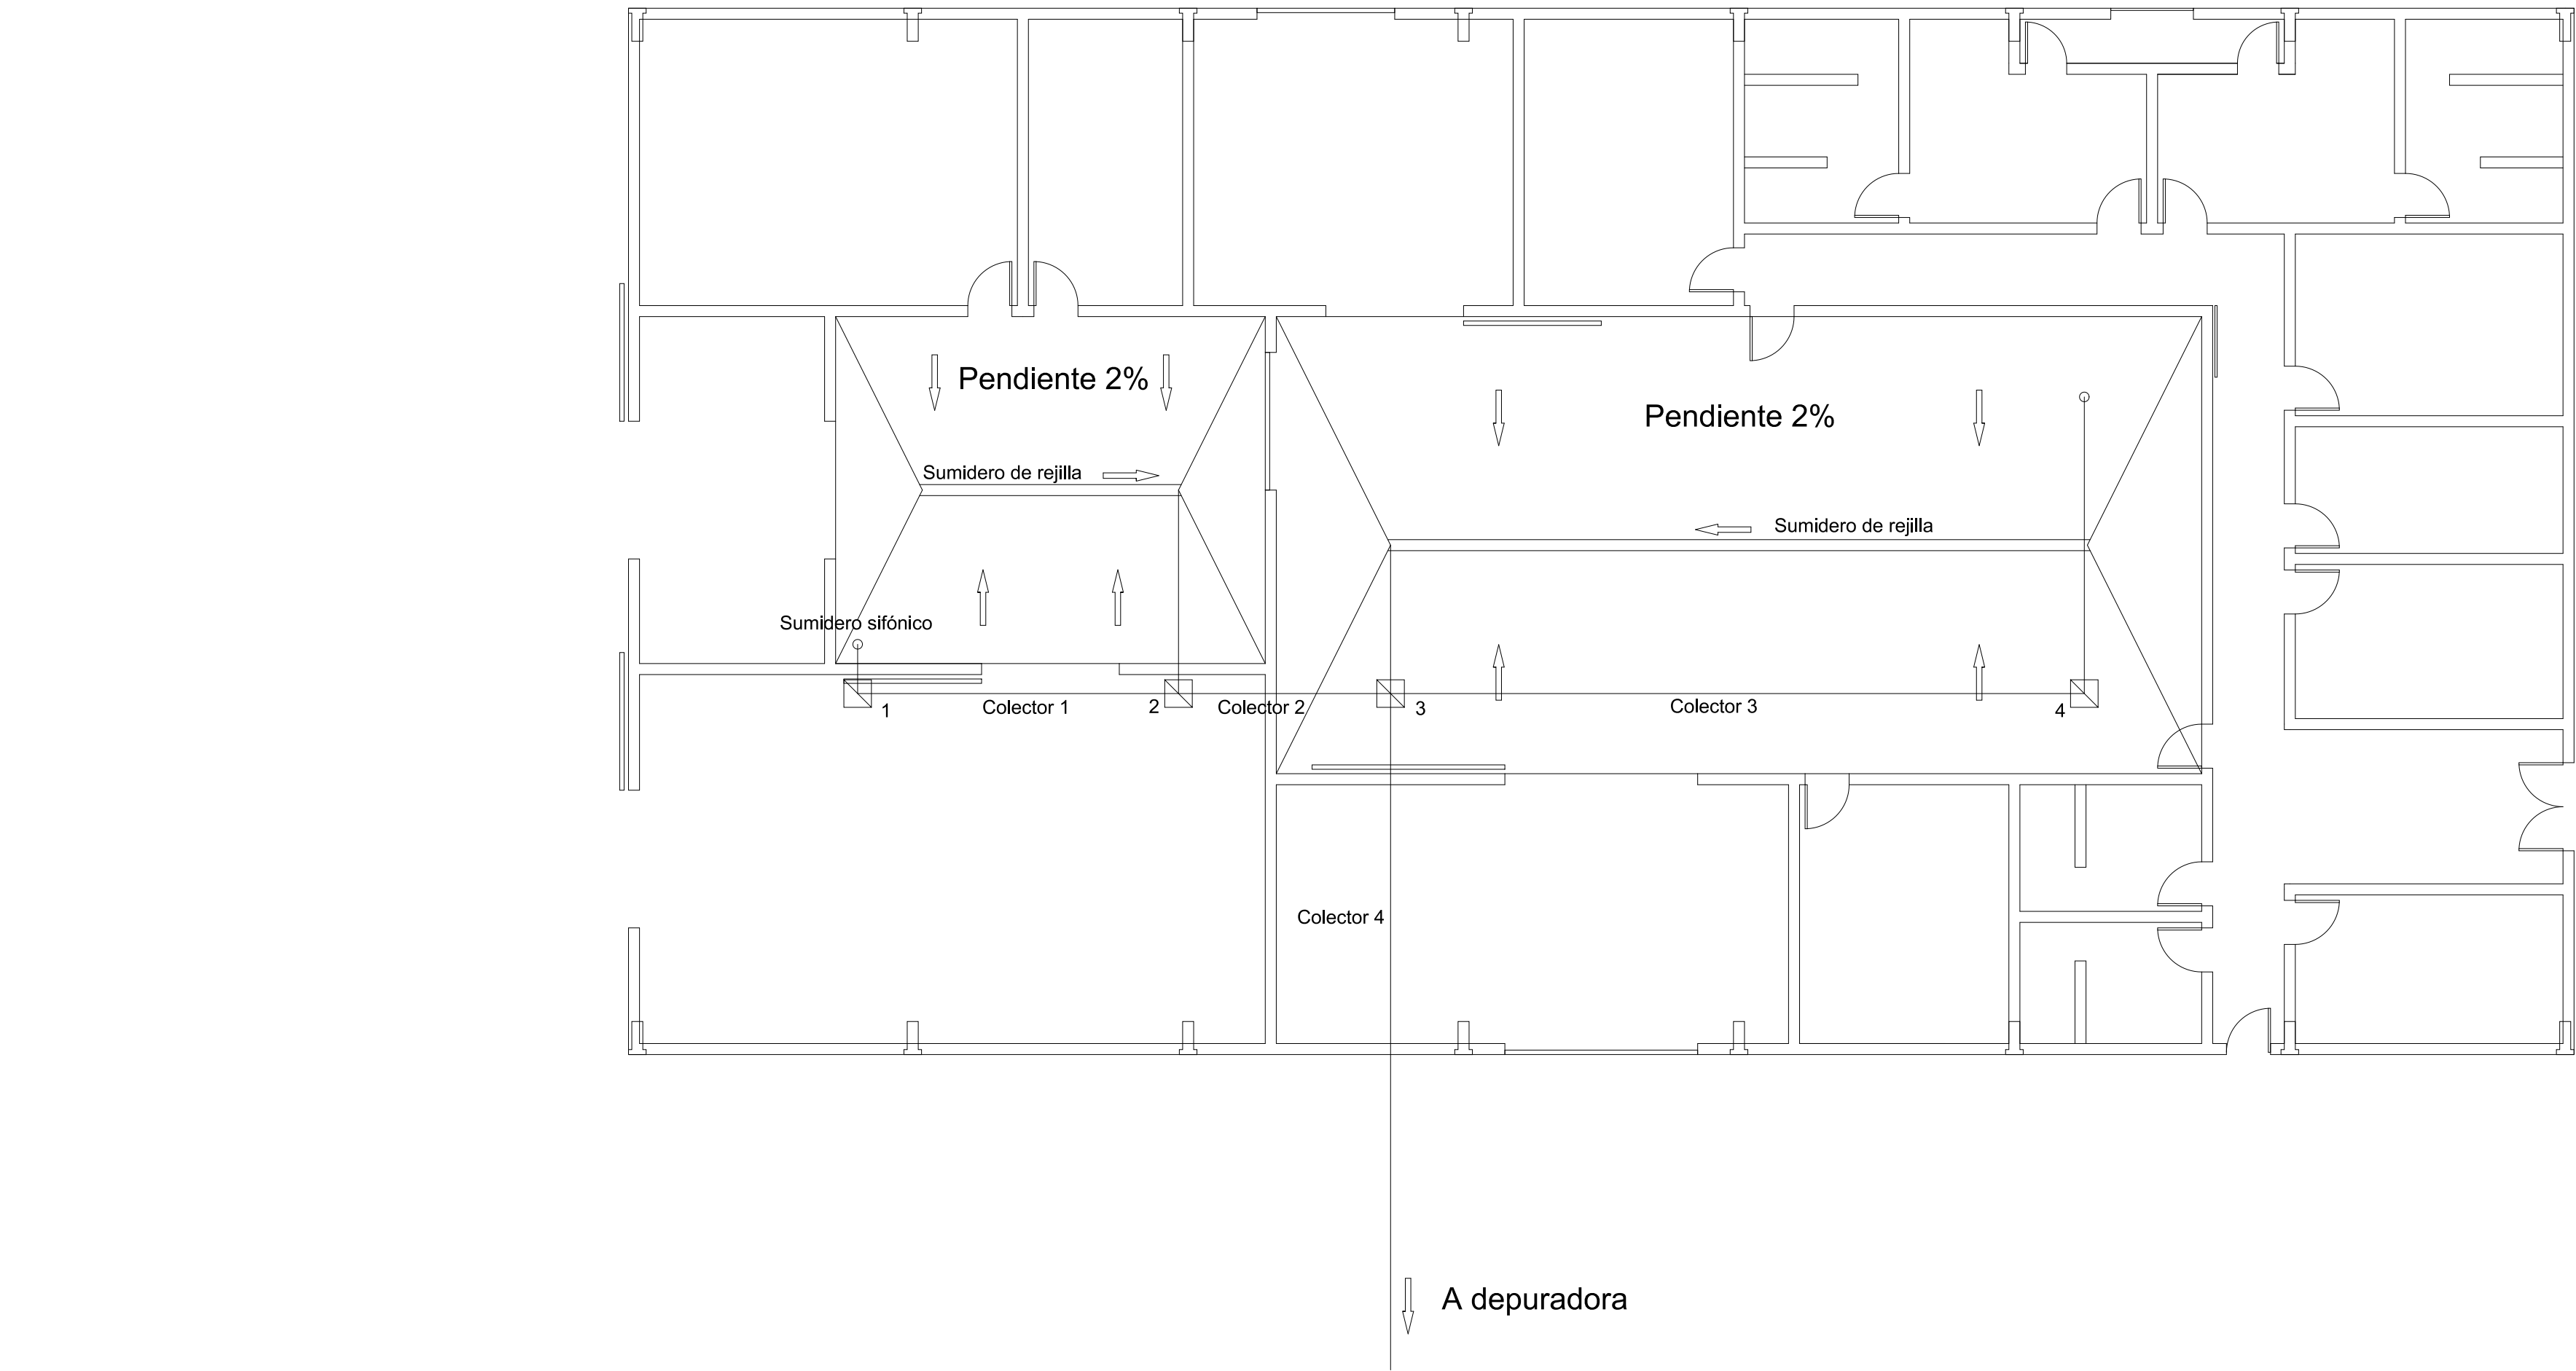 Pendiente 2%
Pendiente 2%
Sumidero de rejilla
Sumidero de rejilla
Sumidero sifónico
1
Colector 1
2
Colector 2
3
Colector 3
4
Colector 4
A depuradora